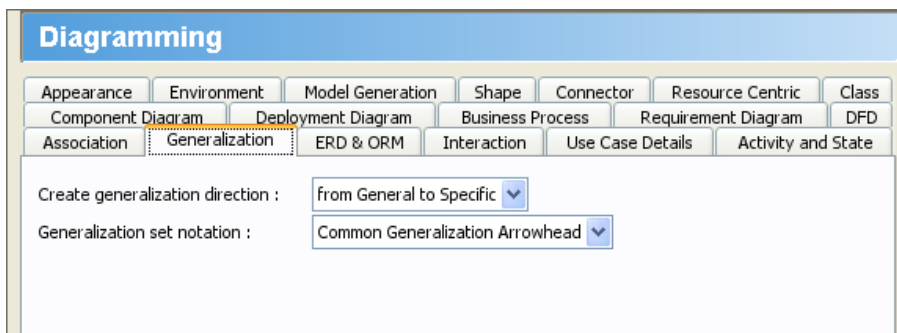 Diagramming
Appearance Environment Model Generation Shape Connector Resource Centric Class
Component Diagram Deployment Diagram Business Process Requirement Diagram DFD
Association Generalization ERD & ORM Interaction Use Case Details Activity and State
Create generalization direction : from General to Specific
Generalization set notation : Common Generalization Arrowhead